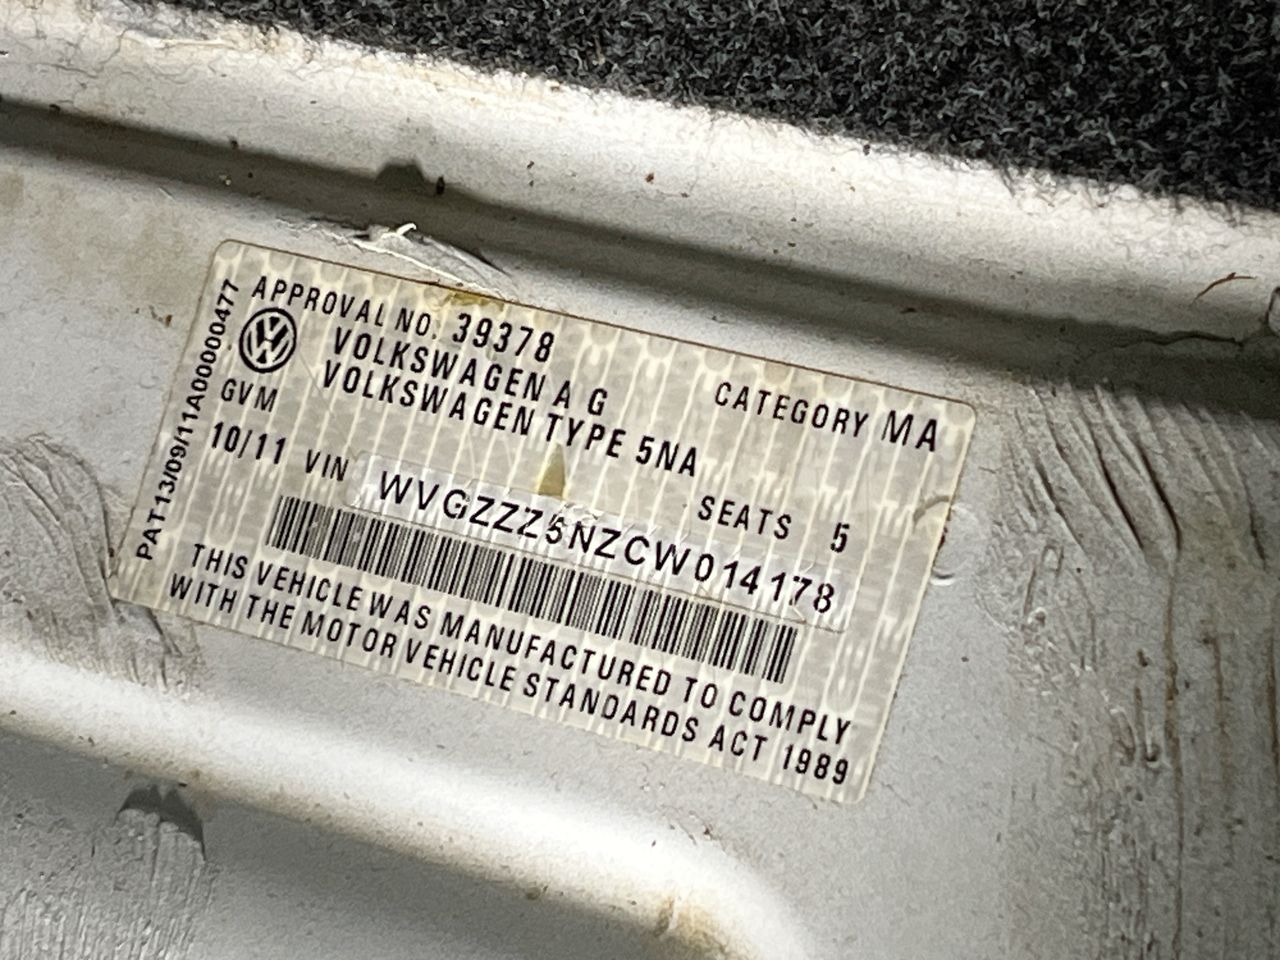 APPROVAL NO. 39378
CATEGORY MA
VOLKSWAGEN A G
VOLKSWAGEN TYPE 5NA
GVM
SEATS 5
10/11 VIN WVGZZZ5NZCW014178
THIS VEHICLE WAS MANUFACTURED TO COMPLY
WITH THE MOTOR VEHICLE STANDARDS ACT 1989
PAT13/09/11A00000477